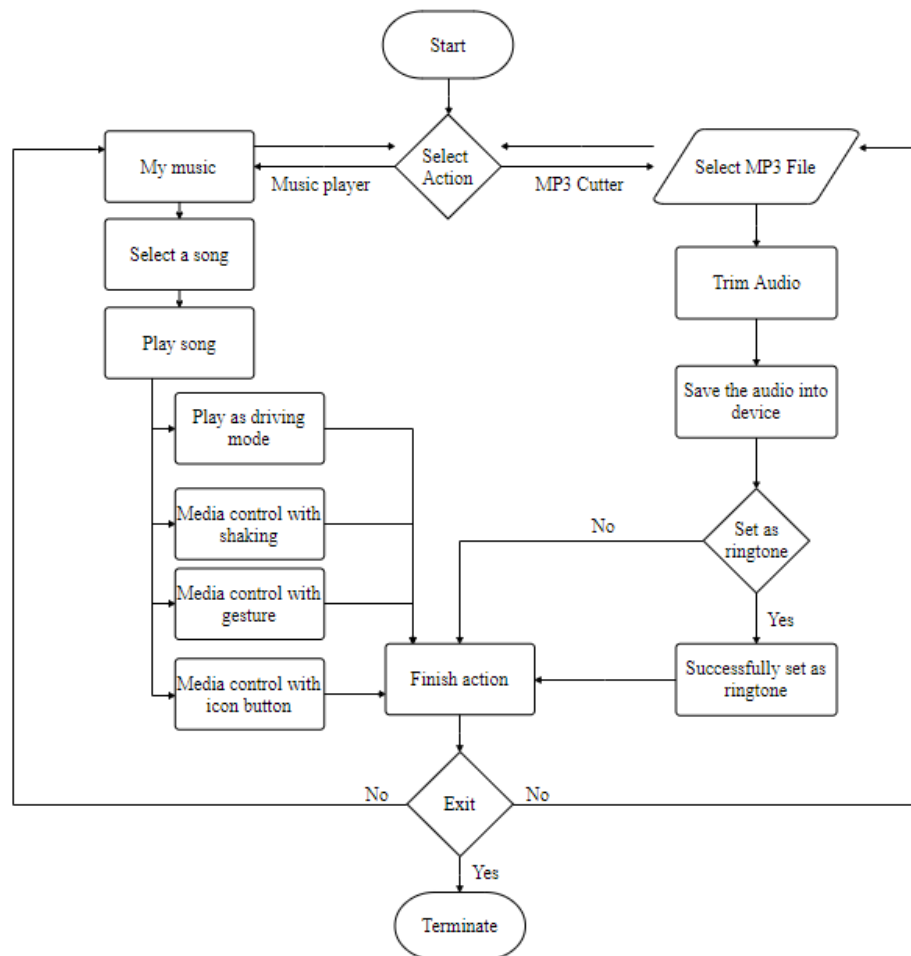 Start
My music
Select
Action
Select MP3 File
Music player
MP3 Cutter
Select a song
Trim Audio
Play song
Save the audio into
device
Play as driving
mode
Media control with
shaking
No
Set as
ringtone
Media control with
gesture
Yes
Media control with
icon button
Finish action
Successfully set as
ringtone
No
Exit
No
Yes
Terminate